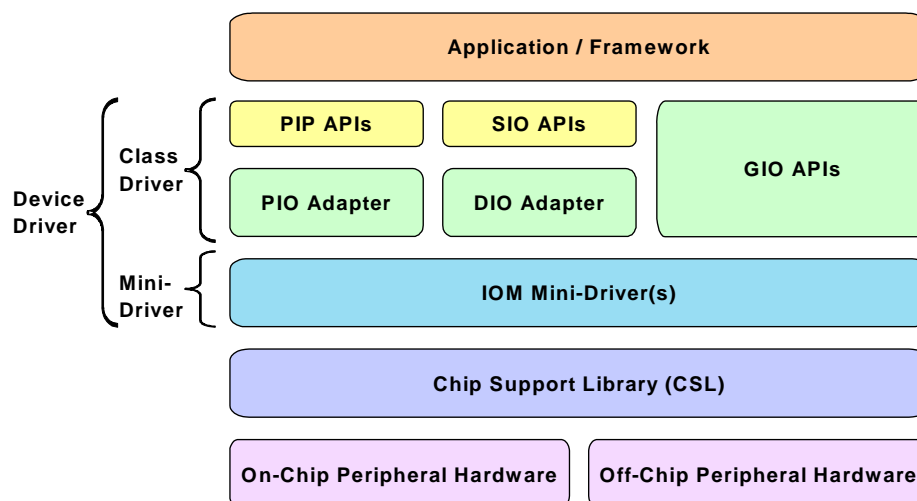 Application / Framework
PIP APIs
SIO APIs
GIO APIs
Class
Driver
PIO Adapter
DIO Adapter
Device
Driver
Mini-
Driver
IOM Mini-Driver(s)
Chip Support Library (CSL)
On-Chip Peripheral Hardware
Off-Chip Peripheral Hardware